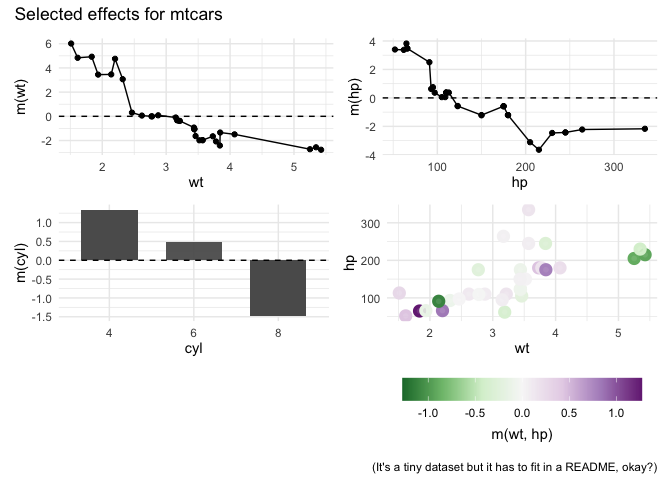 Selected effects for mtcars
6
4
2
0
-2
m(wt)
2 3 4 5
wt
4
2
0
-2
-4
m(hp)
100 200 300
hp
1.0
0.5
0.0
-0.5
-1.0
-1.5
m(cyl)
4 6 8
cyl
300
200
100
hp
2 3 4 5
wt
-1.0 -0.5 0.0 0.5 1.0
m(wt, hp)
(It's a tiny dataset but it has to fit in a README, okay?)